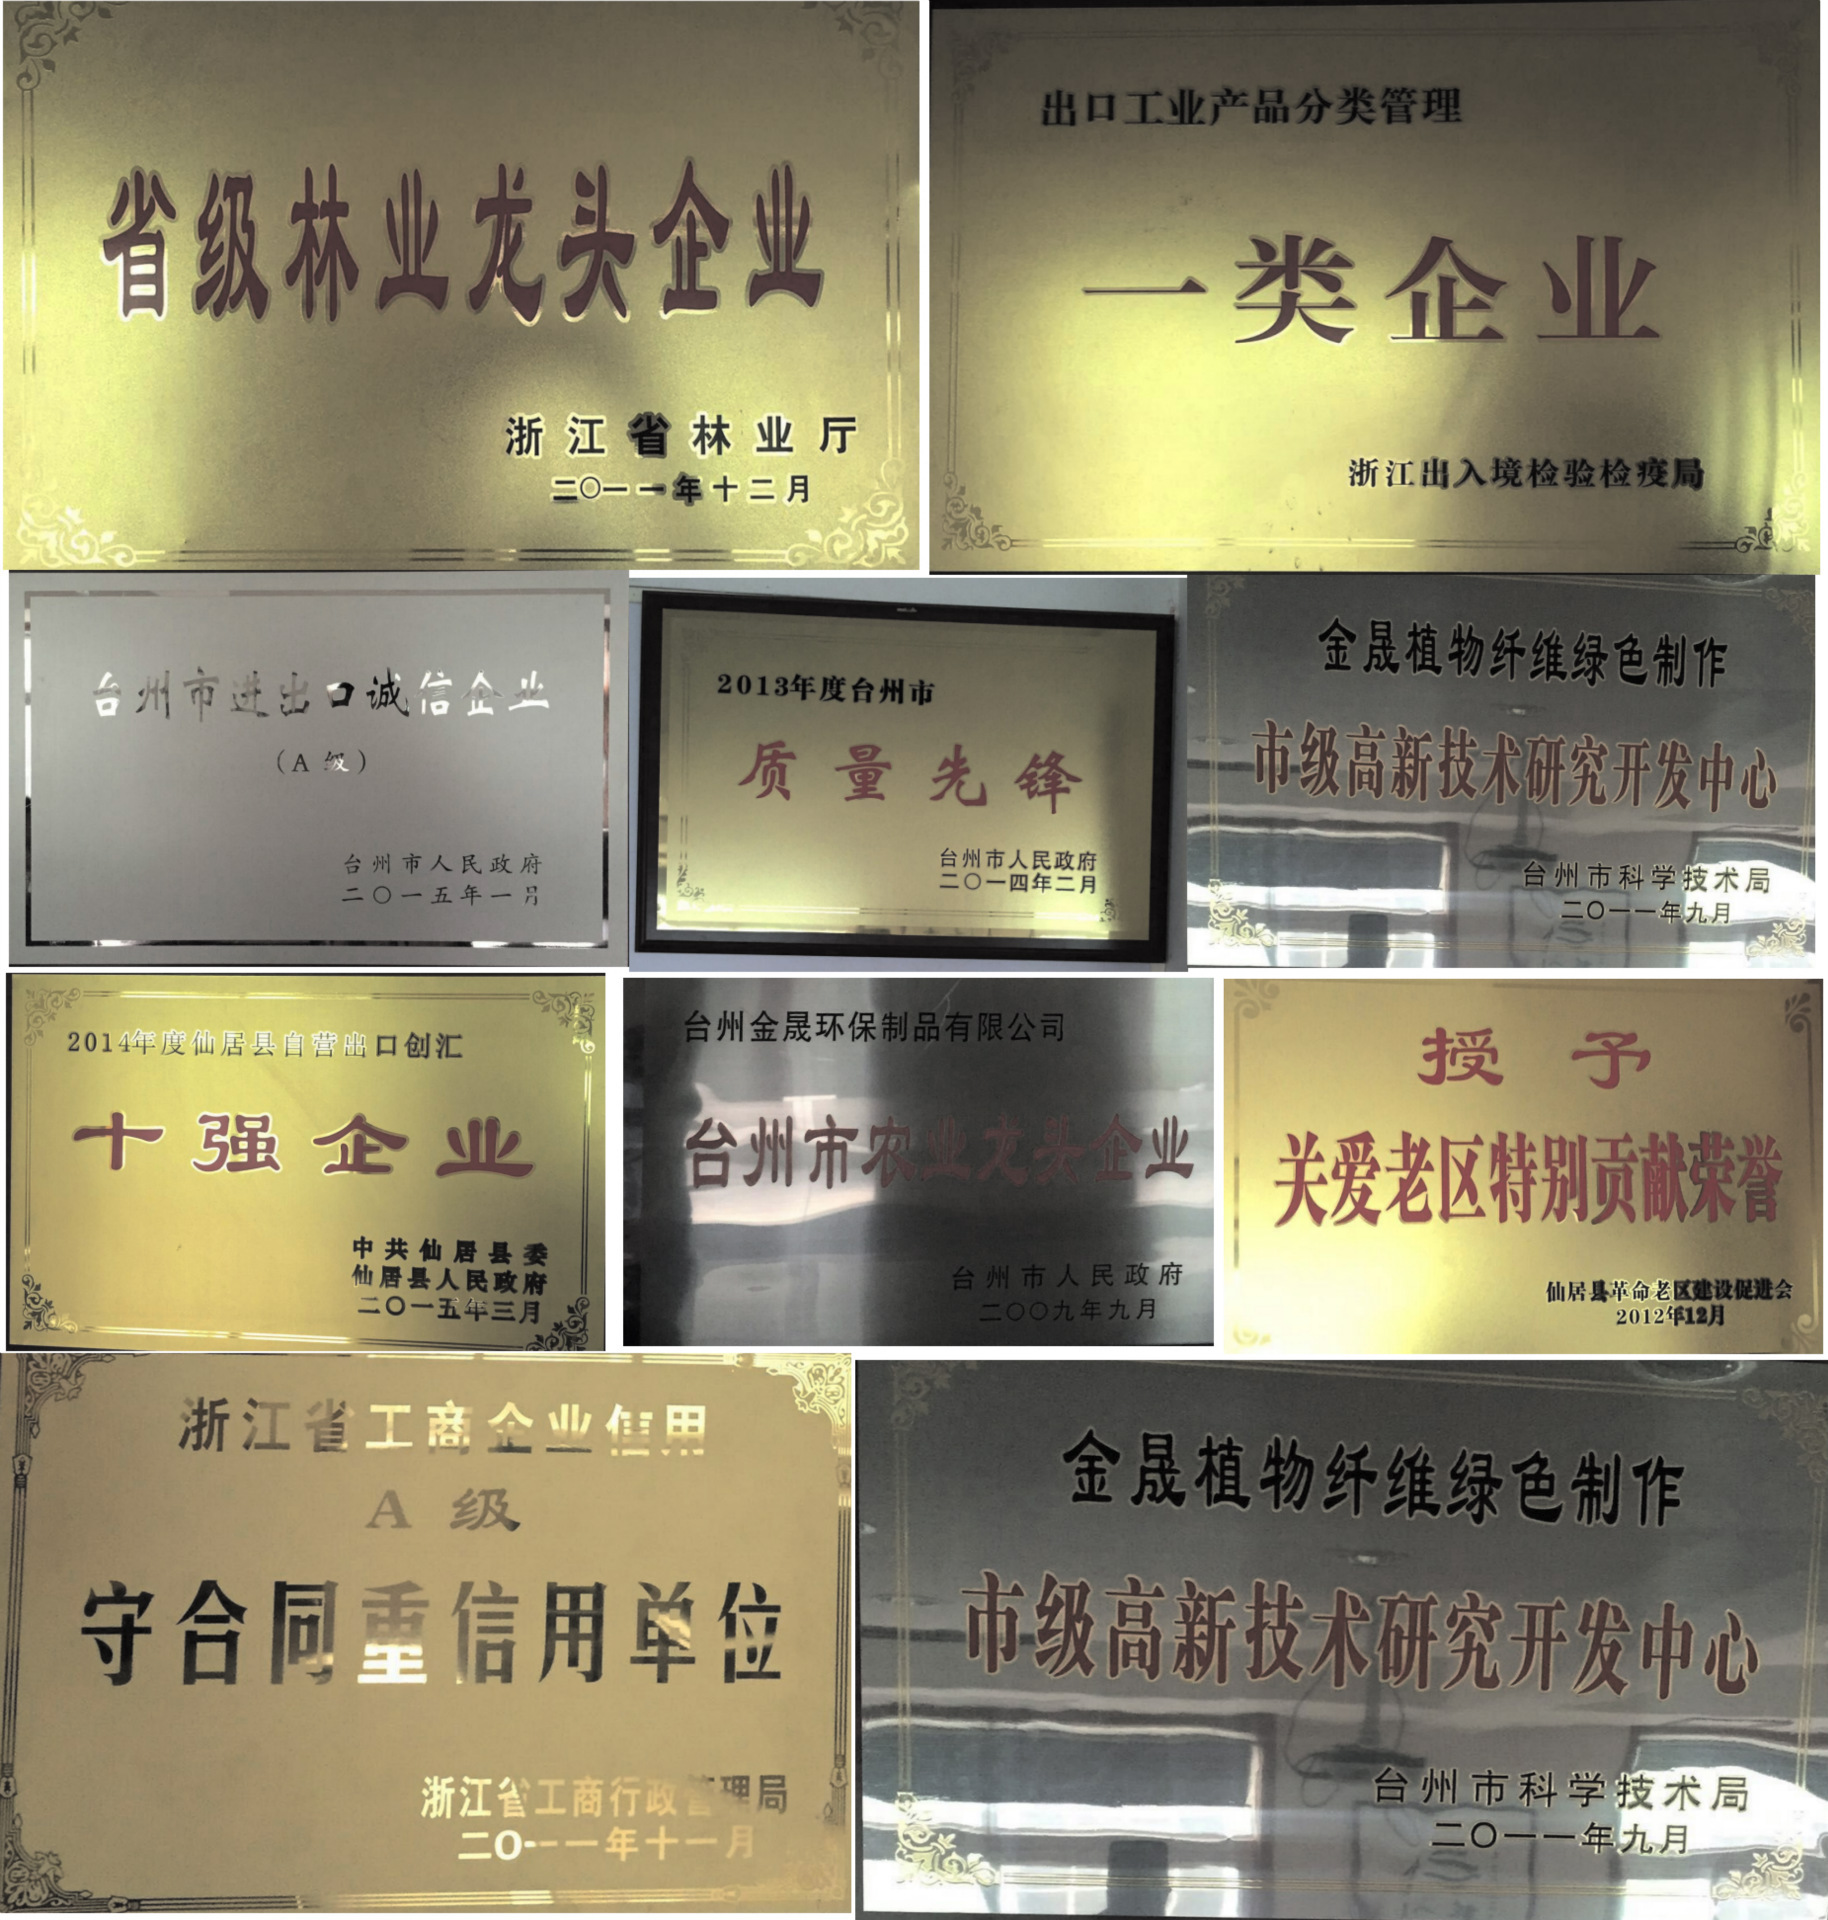 省级林业龙头企业
浙江省林业厅
二〇一一年十二月
出口工业产品分类管理
一类企业
浙江出入境检验检疫局
台州市进出口诚信企业
（A级）
台州市人民政府
二〇一五年一月
2013年度台州市
质量先锋
台州市人民政府
二〇一四年二月
金晟植物纤维绿色制作
市级高新技术研究开发中心
台州市科学技术局
二〇一一年九月
2014年度仙居县自营出口创汇
十强企业
中共仙居县委
仙居县人民政府
二〇一五年三月
台州金晟环保制品有限公司
台州市农业龙头企业
台州市人民政府
二〇〇九年九月
授予
关爱老区特别贡献荣誉
仙居县革命老区建设促进会
2012年12月
浙江省工商企业信用
A级
守合同重信用单位
浙江省工商行政管理局
二〇一一年十一月
金晟植物纤维绿色制作
市级高新技术研究开发中心
台州市科学技术局
二〇一一年九月